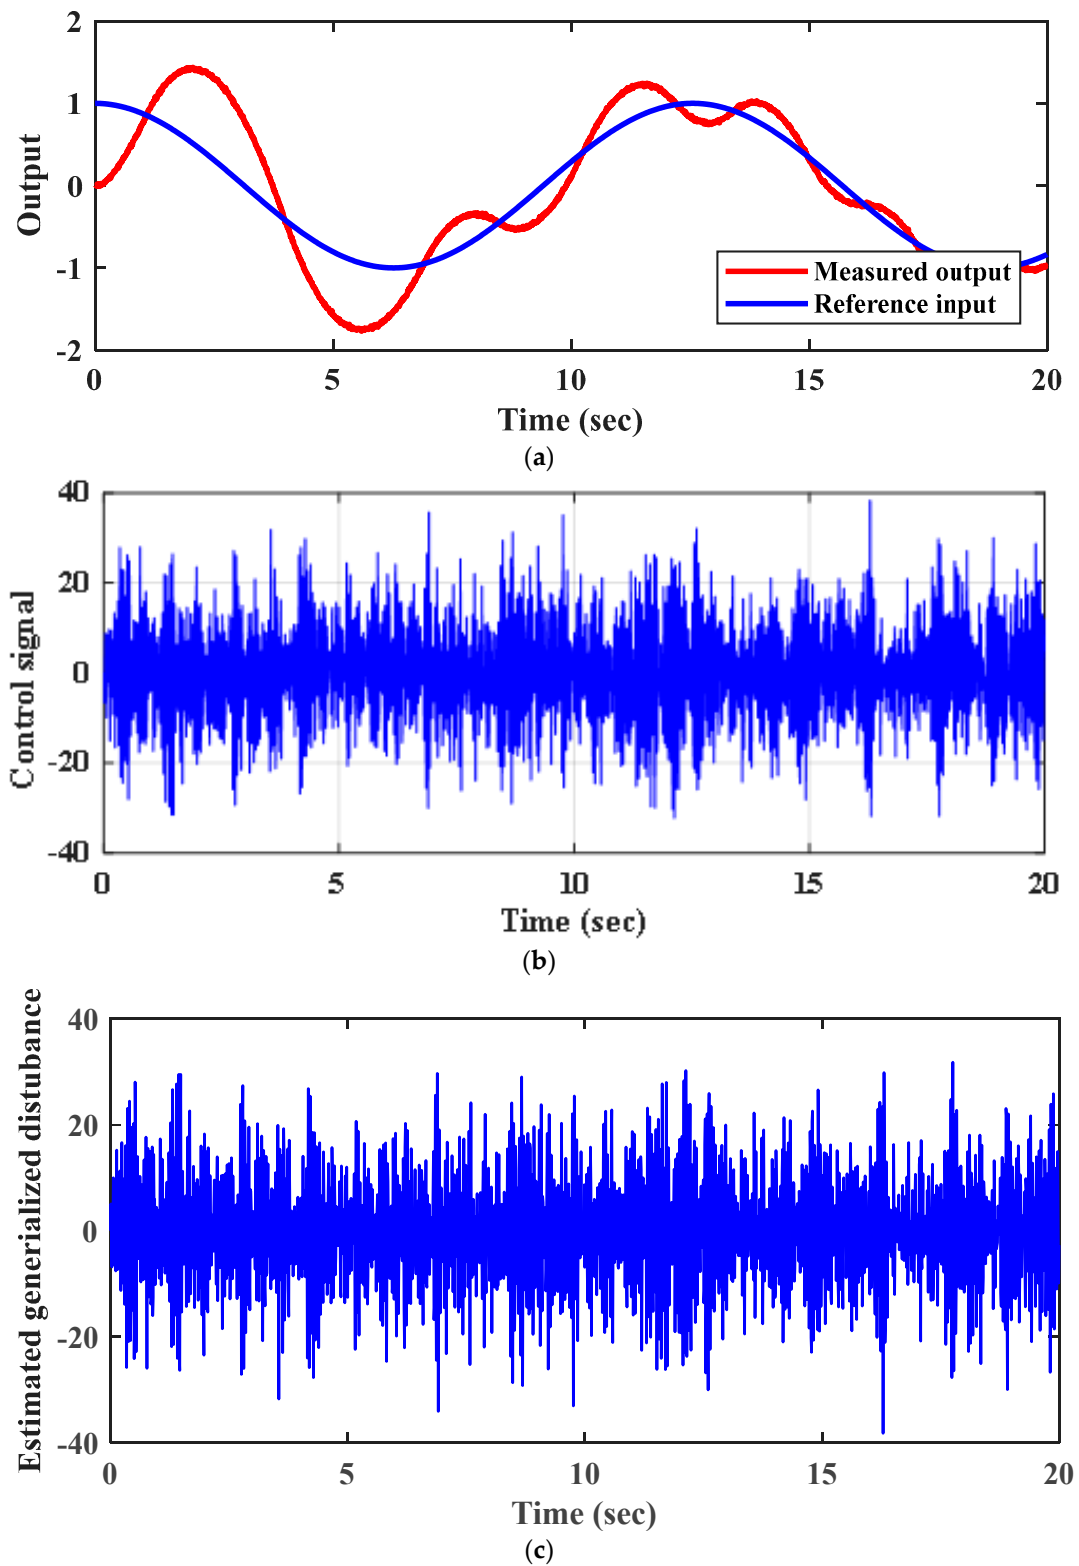 2
1
0
-1
-2
Output
Measured output
Reference input
0 5 10 15 20
Time (sec)
(a)
40
20
0
-20
-40
Control signal
0 5 10 15 20
Time (sec)
(b)
40
20
0
-20
-40
Estimated generialized distubance
0 5 10 15 20
Time (sec)
(c)